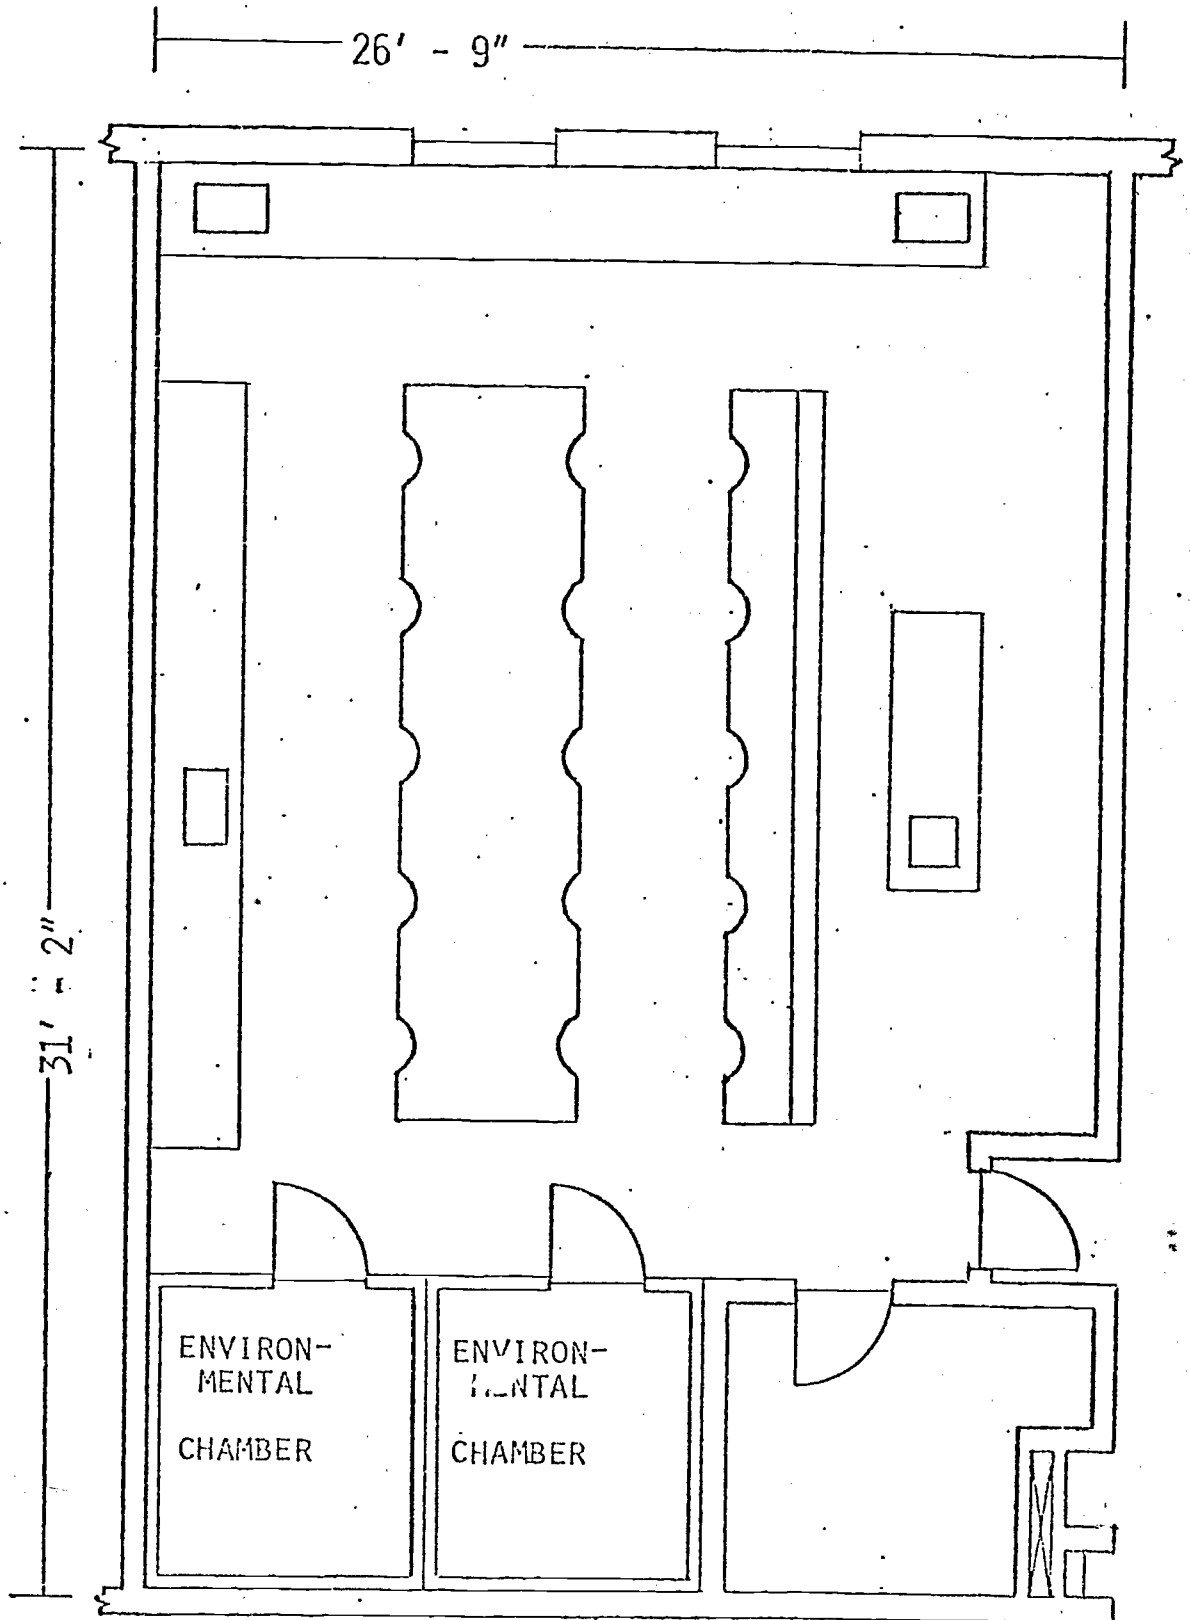 26' - 9"
31' - 2"
ENVIRON-
MENTAL
CHAMBER
ENVIRON-
CHAMBER